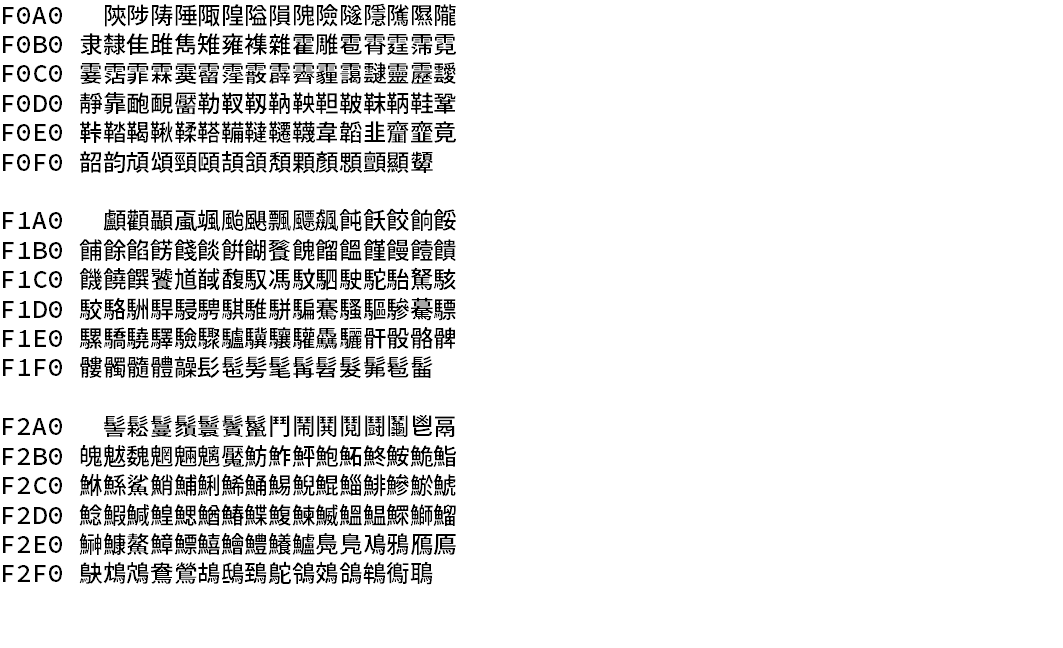 F0A0 陝陟陦陲陬隍隘隕隗險隧隱隲隰隴
F0B0 隶隸隹雎雋雉雍襍雜霍雕雹霄霆霈霓
F0C0 霎霑霏霖霙霤霪霰霹霽霾靄靆靈靂靉
F0D0 靜靠靤靦靨勒靫靱靹鞅靼鞁靺鞆鞋鞏
F0E0 鞐鞜鞨鞦鞣鞳鞴韃韆韈韋韜韭齏韲竟
F0F0 韶韵頏頌頸頤頡頷頽顆顏顋顫顯顰
F1A0 顱顴顳颪颯颱颶飄飃飆飩飫餃餉餒
F1B0 餔餘餡餝餞餤餠餬餮餽餾饂饉饅饐饋
F1C0 饑饒饌饕馗馘馥馭馮馼駟駛駝駘駑駭
F1D0 駮駱駲駻駸騁騏騅駢騙騫騷驅驂驀驃
F1E0 騾驕驍驛驗驟驢驥驤驩驫驪骭骰骼髀
F1F0 髏髑髓體髞髟髢髣髦髯髫髮髴髱髷
F2A0 髻鬆鬘鬚鬟鬢鬣鬥鬧鬨鬩鬪鬮鬯鬲
F2B0 魄魃魏魍魎魑魘魴鮓鮃鮑鮖鮗鮟鮠鮨
F2C0 鮴鯀鯊鮹鯆鯏鯑鯒鯣鯢鯤鯔鯡鰺鯲鯱
F2D0 鯰鰕鰔鰉鰓鰌鰆鰈鰒鰊鰄鰮鰛鰥鰤鰡
F2E0 鰰鱇鰲鱆鰾鱚鱠鱧鱶鱸鳧鳬鳰鴉鴈鳫
F2F0 鴃鴆鴪鴦鶯鴣鴟鵄鴕鴒鵁鴿鴾鵆鵈